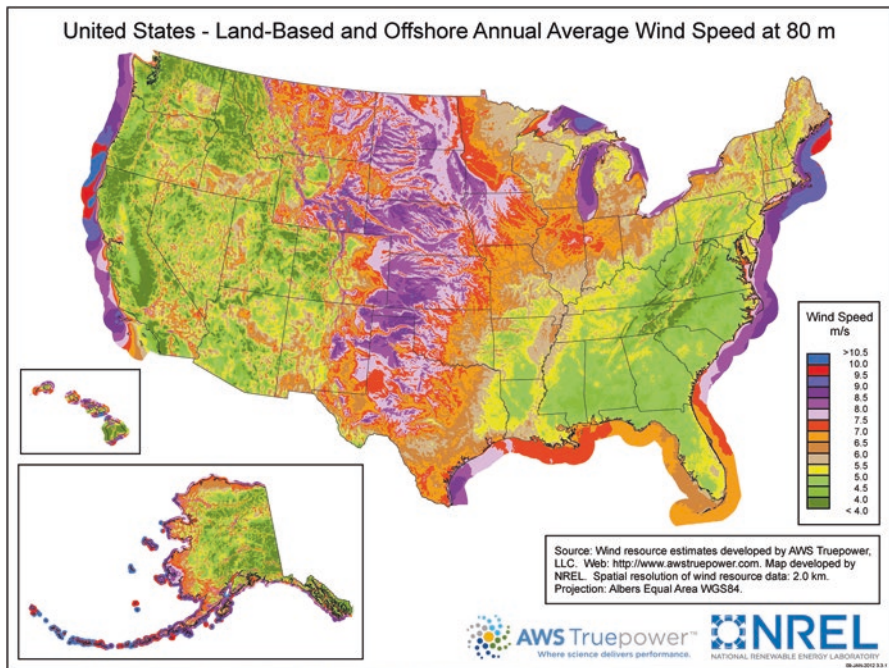 United States - Land-Based and Offshore Annual Average Wind Speed at 80 m
Wind Speed
m/s
>10.5
10.0
9.5
9.0
8.5
8.0
7.5
7.0
6.5
6.0
5.5
5.0
4.5
4.0
< 4.0
Source: Wind resource estimates developed by AWS Truepower,
LLC. Web: http://www.awstruepower.com. Map developed by
NREL. Spatial resolution of wind resource data: 2.0 km.
Projection: Albers Equal Area WGS84.
AWS Truepower™
Where science delivers performance.
NREL
NATIONAL RENEWABLE ENERGY LABORATORY